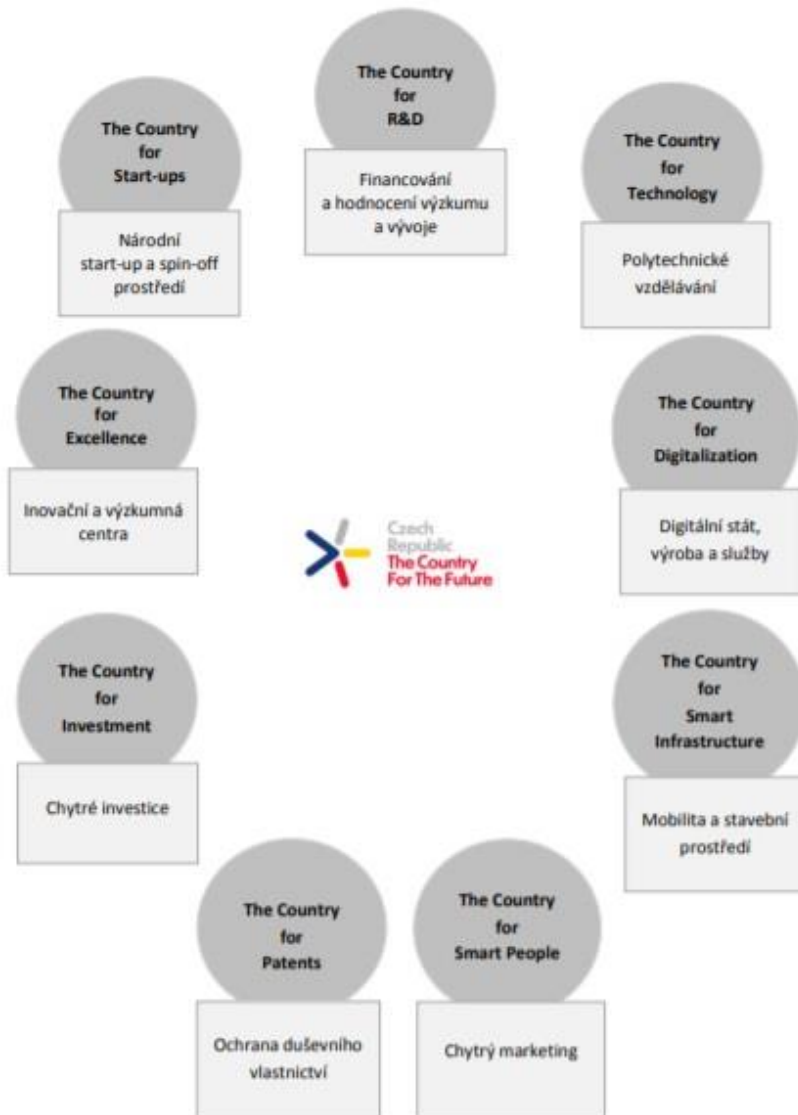 The Country
for
R&D
Financování
a hodnocení výzkumu
a vývoje
The Country
for
Start-ups
Národní
start-up a spin-off
prostředí
The Country
for
Technology
Polytechnické
vzdělávání
The Country
for
Excellence
Inovační a výzkumná
centra
The Country
for
Digitalization
Digitální stát,
výroba a služby
Czech
Republic
The Country
For The Future
The Country
for
Investment
Chytré investice
The Country
for
Smart
Infrastructure
Mobilita a stavební
prostředí
The Country
for
Patents
Ochrana duševního
vlastnictví
The Country
for
Smart People
Chytrý marketing